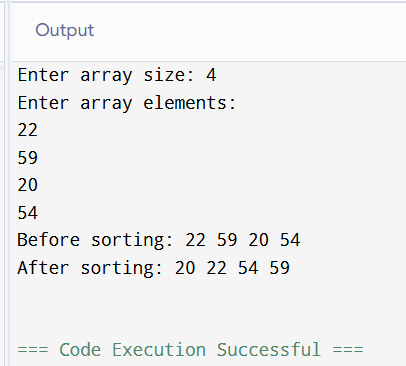 Output
Enter array size: 4
Enter array elements:
22
59
20
54
Before sorting: 22 59 20 54
After sorting: 20 22 54 59
=== Code Execution Successful ===